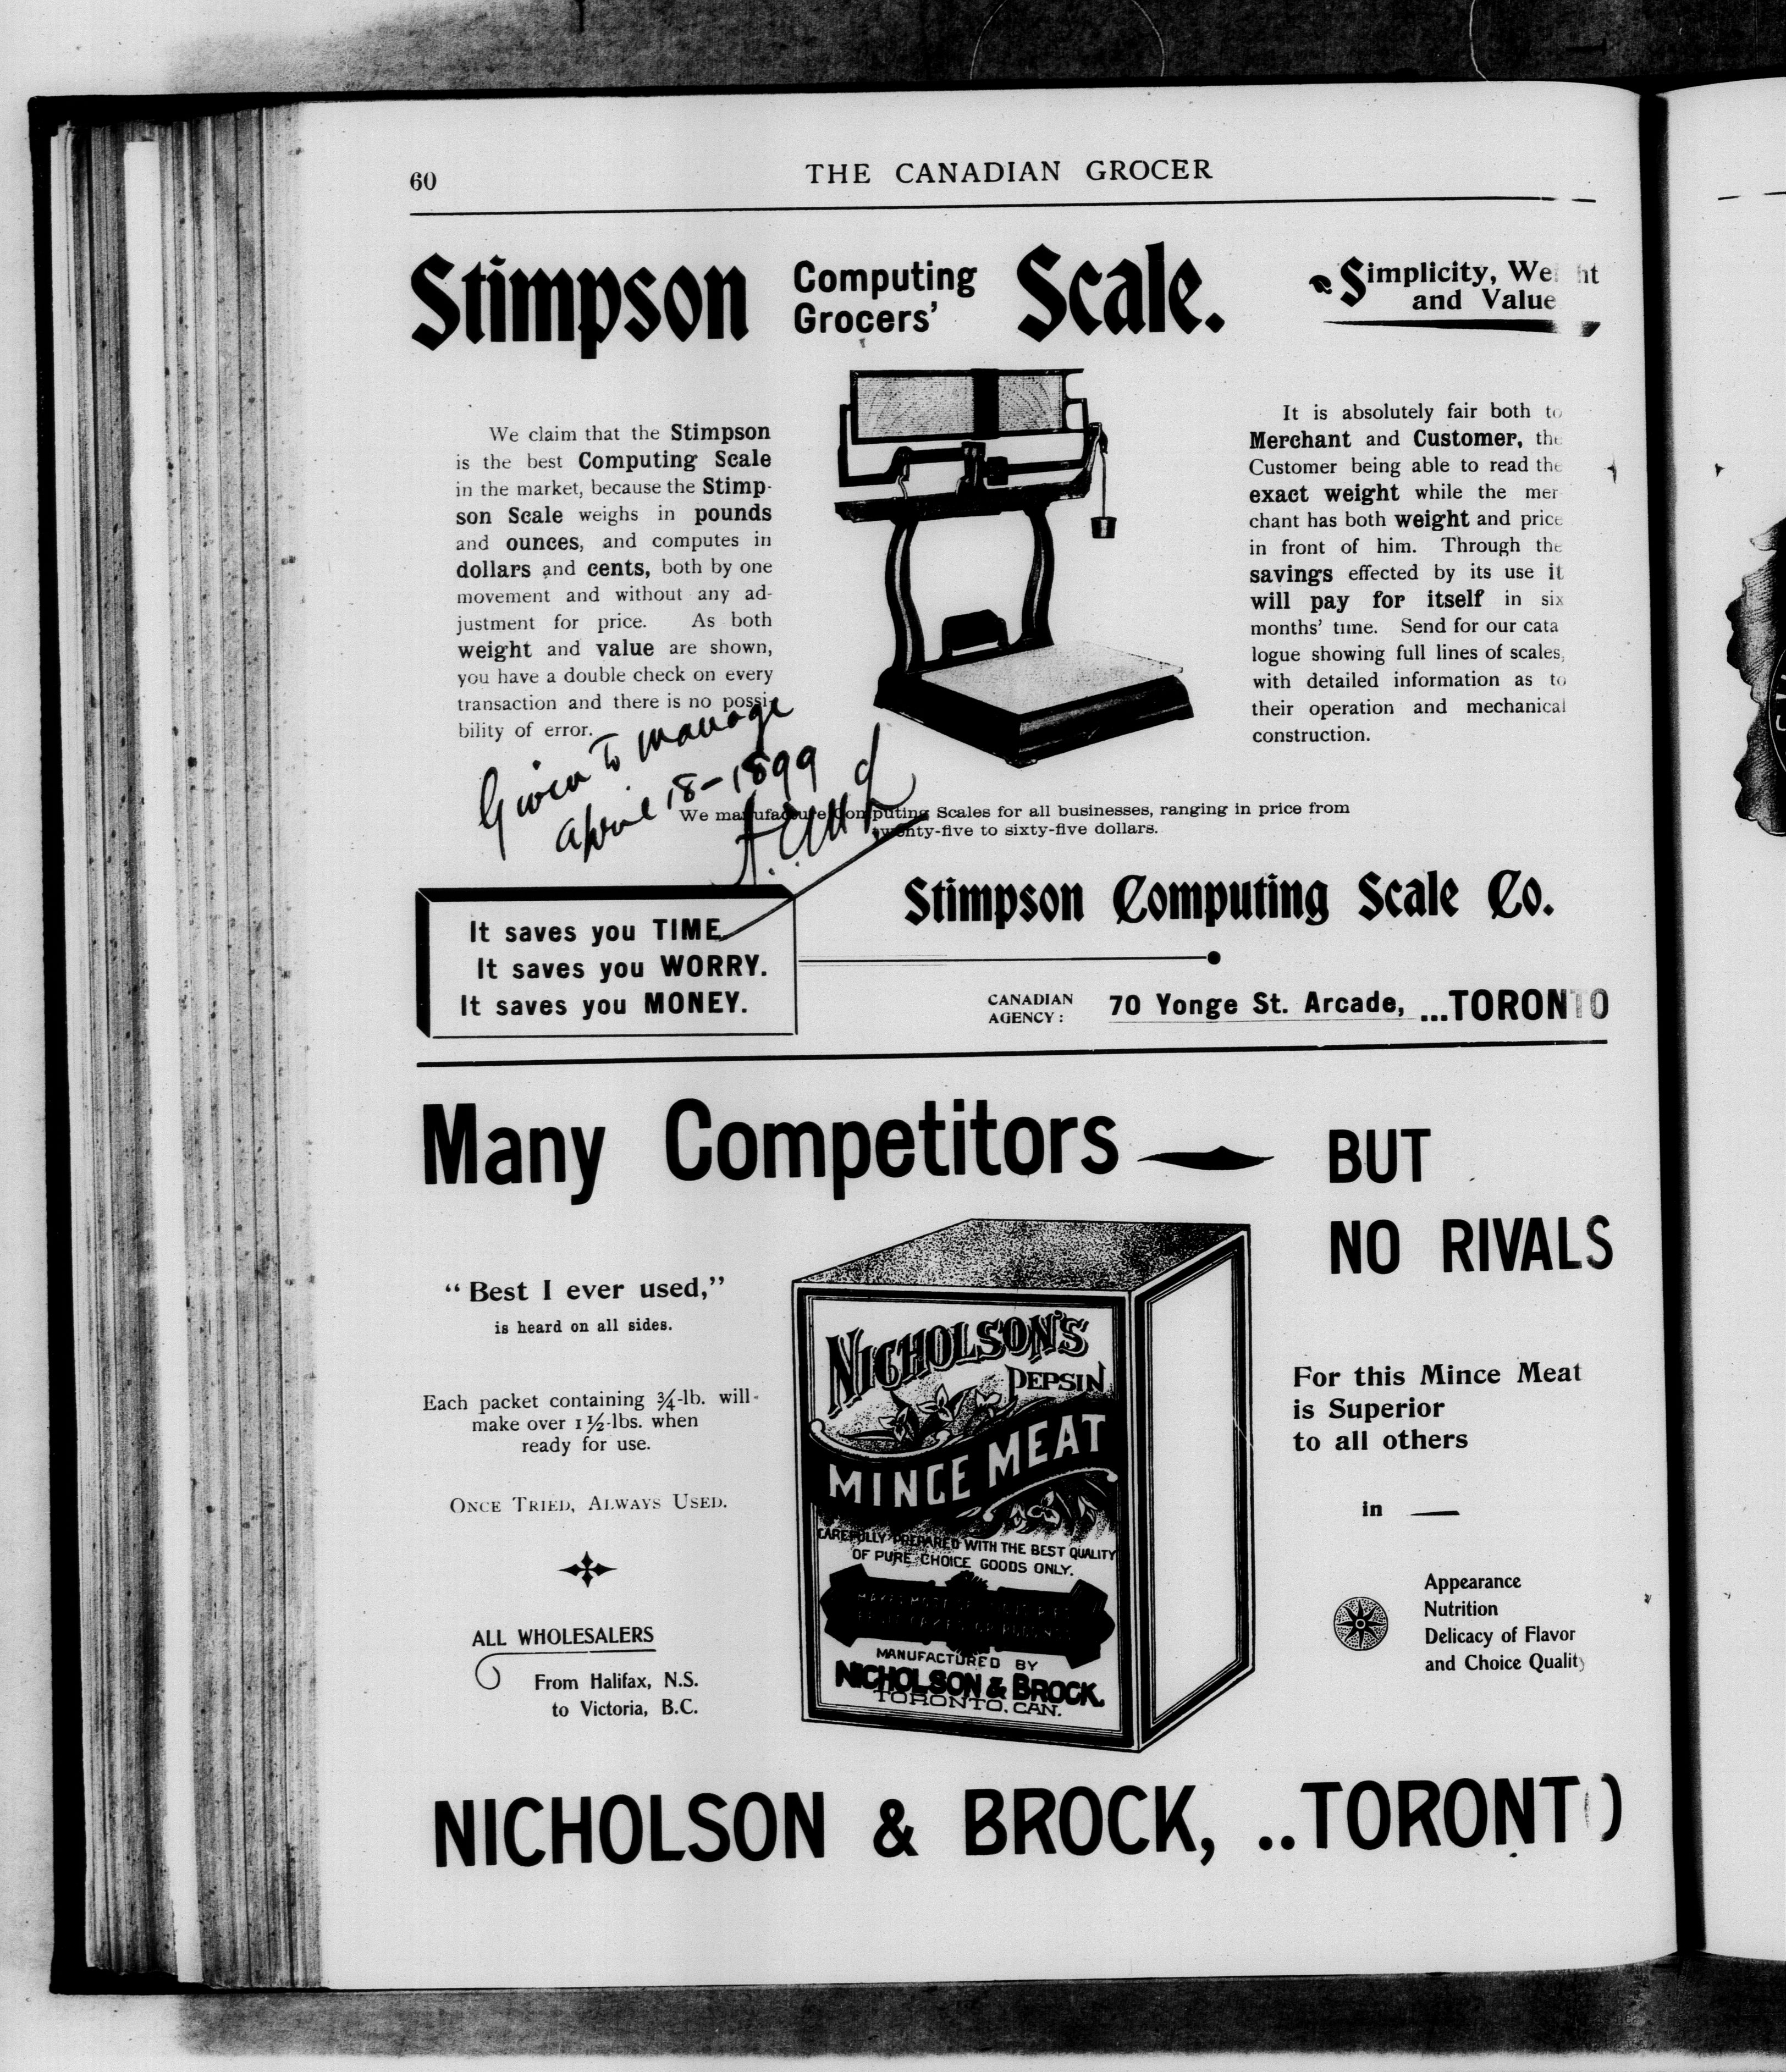 60
THE CANADIAN GROCER
Stimpson Computing Grocers' Scale.
Simplicity, We ht
and Value
We claim that the Stimpson
is the best Computing Scale
in the market, because the Stimp-
son Scale weighs in pounds
and ounces, and computes in
dollars and cents, both by one
movement and without any ad-
justment for price. As both
weight and value are shown,
you have a double check on every
transaction and there is no possi-
bility of error.
It is absolutely fair both to
Merchant and Customer, the
Customer being able to read the
exact weight while the mer
chant has both weight and price
in front of him. Through the
savings effected by its use it
will pay for itself in six
months' time. Send for our cata
logue showing full lines of scales,
with detailed information as to
their operation and mechanical
construction.
Given to manage
April 18-1899
We manufacture Computing Scales for all businesses, ranging in price from
twenty-five to sixty-five dollars.
It saves you TIME
It saves you WORRY.
It saves you MONEY.
Stimpson Computing Scale Co.
CANADIAN
AGENCY:
70 Yonge St. Arcade, ...TORONTO
Many Competitors
BUT
NO RIVALS
"Best I ever used,"
is heard on all sides.
Each packet containing ¾-lb. will
make over 1½-lbs. when
ready for use.
ONCE TRIED, ALWAYS USED.
ALL WHOLESALERS
From Halifax, N.S.
to Victoria, B.C.
NICHOLSON'S
PEPSIN
MINCE MEAT
CAREFULLY PREPARED WITH THE BEST QUALITY
OF PURE CHOICE GOODS ONLY.
MANUFACTURED BY
NICHOLSON & BROCK.
TORONTO, CAN.
For this Mince Meat
is Superior
to all others
in
Appearance
Nutrition
Delicacy of Flavor
and Choice Quality
NICHOLSON & BROCK, ..TORONTO